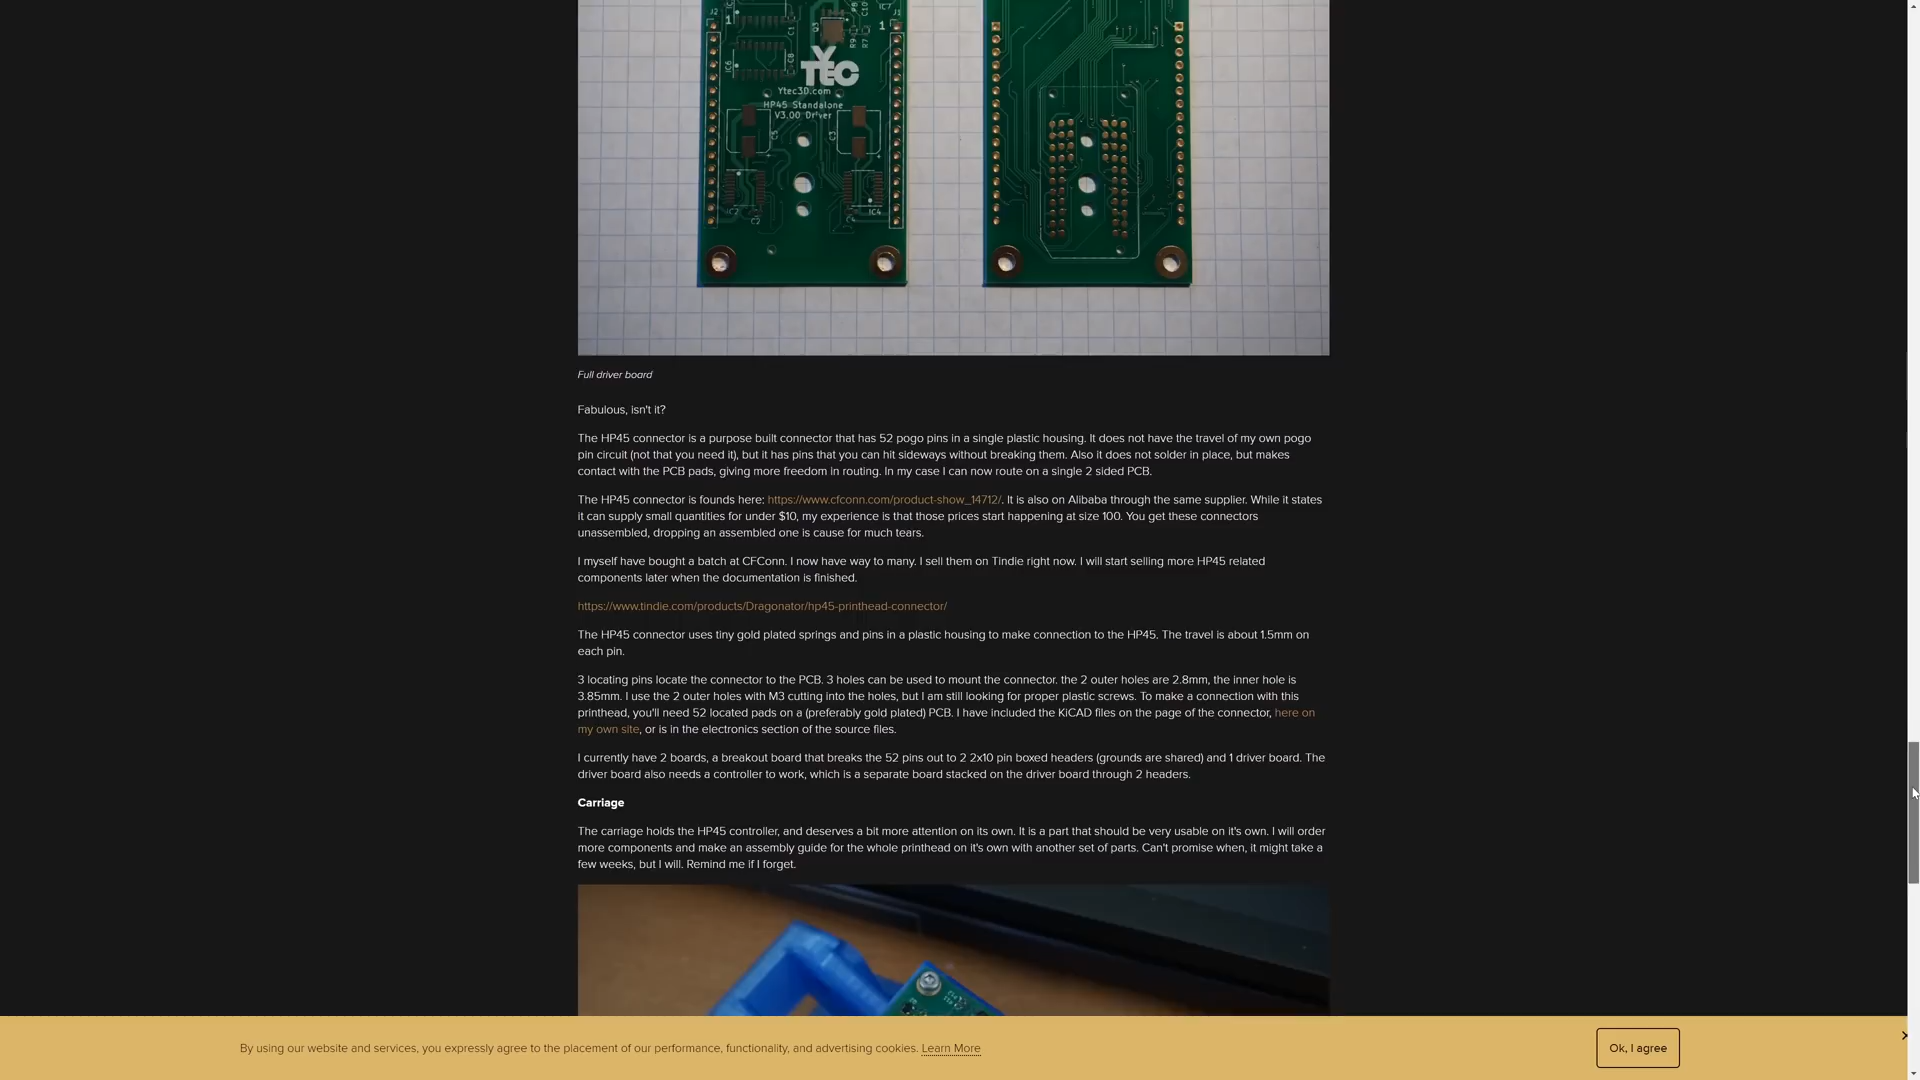 J2
1
C1
Q3
R9
R7
C10
J1
1
IC6
C8
YTEC
Ytec3D.com
HP45 Standalone
V3.00 Driver
C5
C3
IC2
C2
C4
IC4
Full driver board
Fabulous, isn't it?
The HP45 connector is a purpose built connector that has 52 pogo pins in a single plastic housing. It does not have the travel of my own pogo
pin circuit (not that you need it), but it has pins that you can hit sideways without breaking them. Also it does not solder in place, but makes
contact with the PCB pads, giving more freedom in routing. In my case I can now route on a single 2 sided PCB.
The HP45 connector is founds here: https://www.cfconn.com/product-show_14712/. It is also on Alibaba through the same supplier. While it states
it can supply small quantities for under $10, my experience is that those prices start happening at size 100. You get these connectors
unassembled, dropping an assembled one is cause for much tears.
I myself have bought a batch at CFConn. I now have way to many. I sell them on Tindie right now. I will start selling more HP45 related
components later when the documentation is finished.
https://www.tindie.com/products/Dragonator/hp45-printhead-connector/
The HP45 connector uses tiny gold plated springs and pins in a plastic housing to make connection to the HP45. The travel is about 1.5mm on
each pin.
3 locating pins locate the connector to the PCB. 3 holes can be used to mount the connector. the 2 outer holes are 2.8mm, the inner hole is
3.85mm. I use the 2 outer holes with M3 cutting into the holes, but I am still looking for proper plastic screws. To make a connection with this
printhead, you'll need 52 located pads on a (preferably gold plated) PCB. I have included the KiCAD files on the page of the connector, here on
my own site, or is in the electronics section of the source files.
I currently have 2 boards, a breakout board that breaks the 52 pins out to 2 2x10 pin boxed headers (grounds are shared) and 1 driver board. The
driver board also needs a controller to work, which is a separate board stacked on the driver board through 2 headers.
Carriage
The carriage holds the HP45 controller, and deserves a bit more attention on its own. It is a part that should be very usable on it's own. I will order
more components and make an assembly guide for the whole printhead on it's own with another set of parts. Can't promise when, it might take a
few weeks, but I will. Remind me if I forget.
By using our website and services, you expressly agree to the placement of our performance, functionality, and advertising cookies. Learn More
Ok, I agree